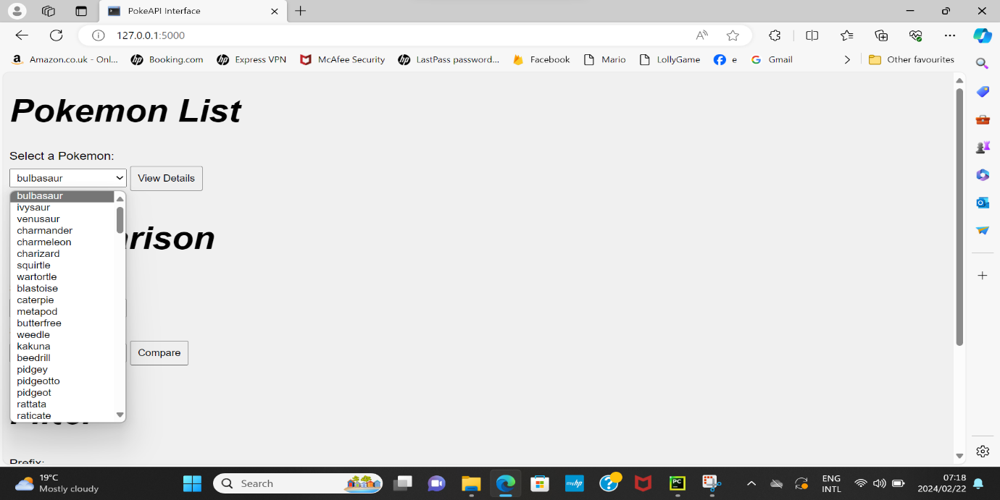 PokeAPI Interface
127.0.0.1:5000
Amazon.co.uk - Onl... Booking.com Express VPN McAfee Security LastPass password... Facebook Mario LollyGame e Gmail Other favourites
Pokemon List
Select a Pokemon:
bulbasaur View Details
bulbasaur
ivysaur
venusaur
charmander
charmeleon
charizard
squirtle
wartortle
blastoise
caterpie
metapod
butterfree
weedle
kakuna
beedrill
pidgey
pidgeotto
pidgeot
rattata
raticate
rison
Compare
Prefix:
19°C
Mostly cloudy
Search
myhp
PC
ENG
INTL
07:18
2024/02/22